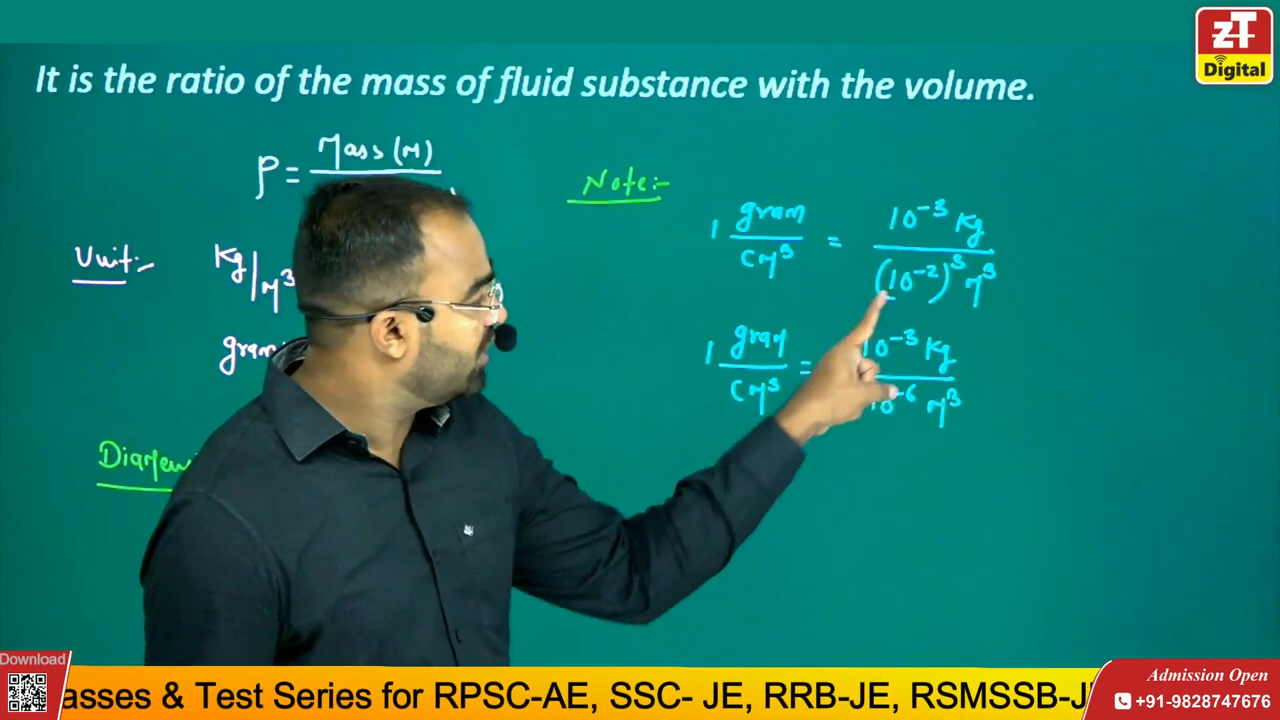 zT
Digital
It is the ratio of the mass of fluid substance with the volume.
ρ = Mass (M)
Note:-
1 gram / cm³ = 10⁻³ Kg / (10⁻²)³ m³
Unit:- Kg/m³
1 gram / cm³ = 10⁻³ Kg / 10⁻⁶ m³
gram
Download
asses & Test Series for RPSC-AE, SSC- JE, RRB-JE, RSMSSB-J
Admission Open
+91-9828747676